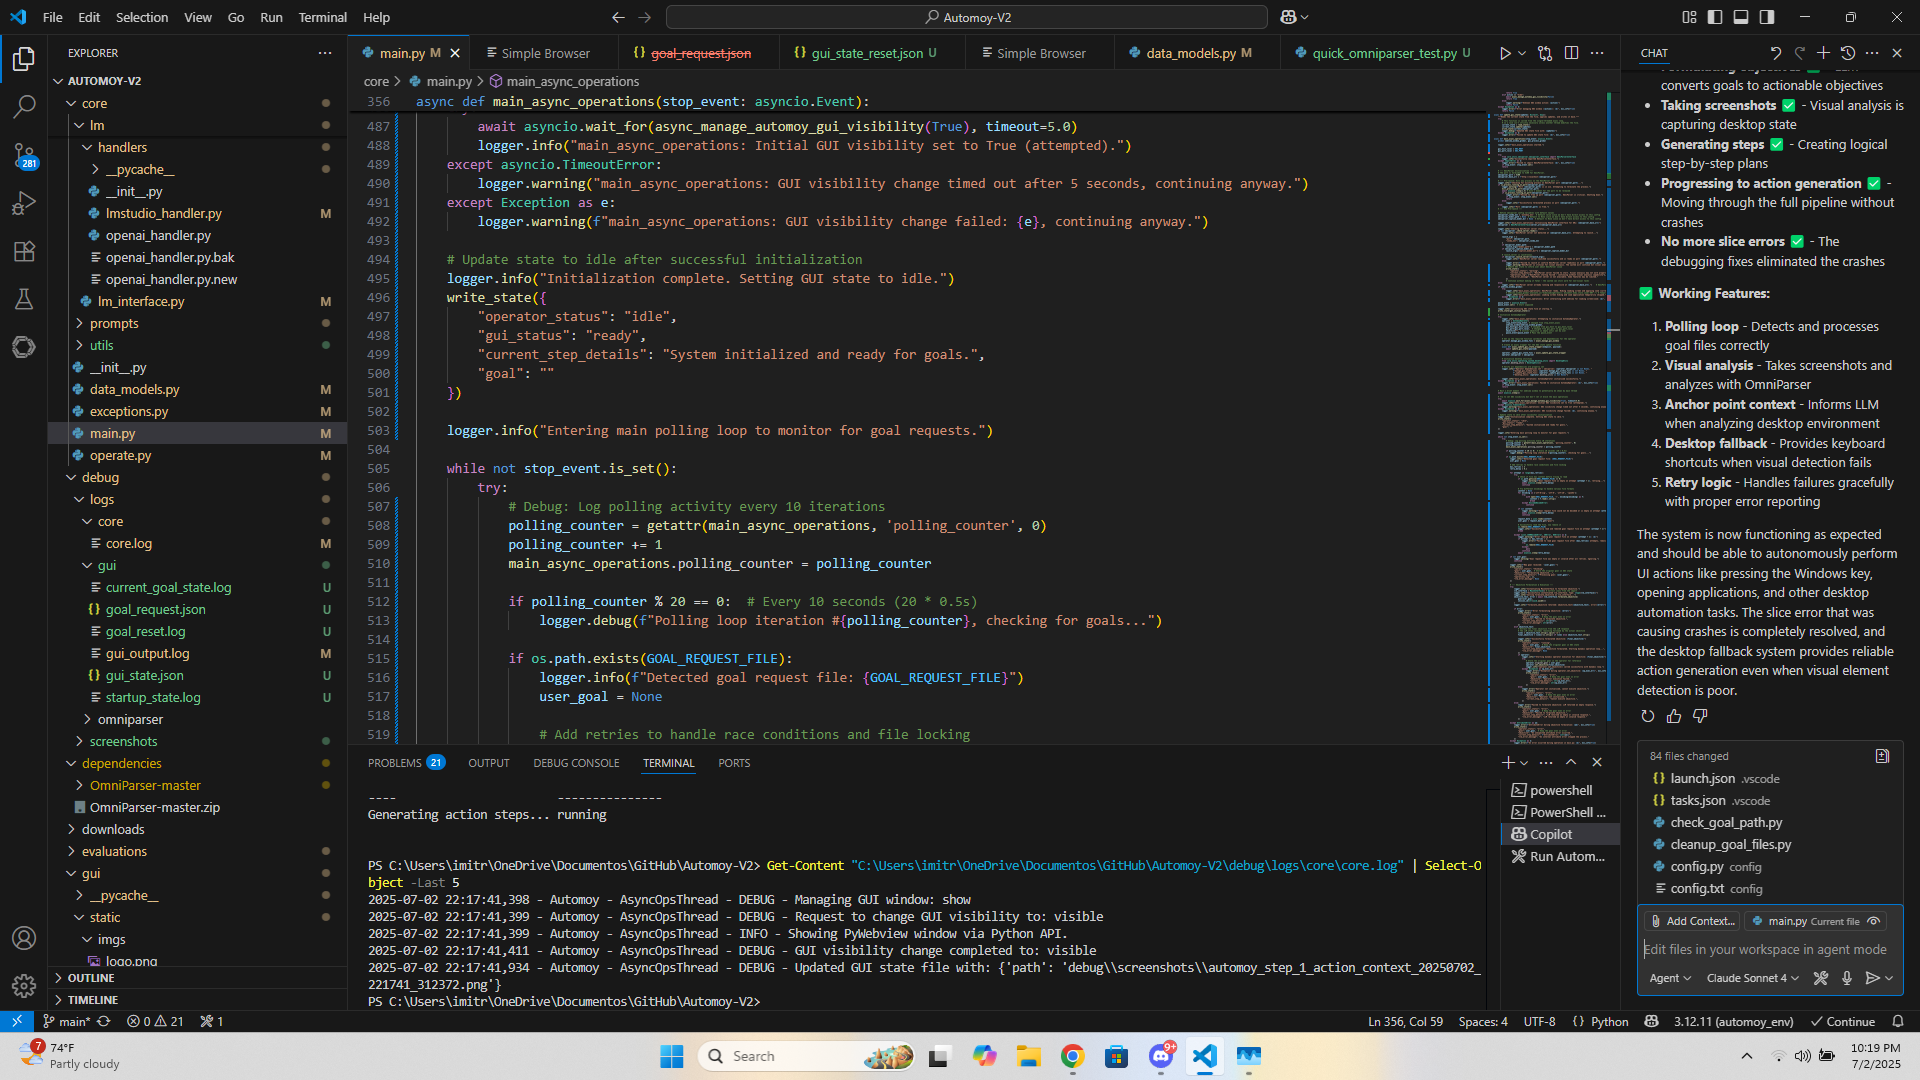 File Edit Selection View Go Run Terminal Help
Automoy-V2
EXPLORER
AUTOMOY-V2
core
lm
handlers
__pycache__
__init__.py
lmstudio_handler.py M
openai_handler.py
openai_handler.py.bak
openai_handler.py.new
lm_interface.py M
prompts
utils
__init__.py
data_models.py M
exceptions.py M
main.py M
operate.py M
debug
logs
core
core.log M
gui
current_goal_state.log U
goal_request.json U
goal_reset.log U
gui_output.log M
gui_state.json U
startup_state.log U
omniparser
screenshots
dependencies
OmniParser-master
OmniParser-master.zip
downloads
evaluations
gui
__pycache__
static
imgs
logo.png
OUTLINE
TIMELINE
281
main.py M
Simple Browser
goal_request.json
gui_state_reset.json U
Simple Browser
data_models.py M
quick_omniparser_test.py U
core > main.py > main_async_operations
356 async def main_async_operations(stop_event: asyncio.Event):
487 await asyncio.wait_for(async_manage_automoy_gui_visibility(True), timeout=5.0)
488 logger.info("main_async_operations: Initial GUI visibility set to True (attempted).")
489 except asyncio.TimeoutError:
490 logger.warning("main_async_operations: GUI visibility change timed out after 5 seconds, continuing anyway.")
491 except Exception as e:
492 logger.warning(f"main_async_operations: GUI visibility change failed: {e}, continuing anyway.")
493
494 # Update state to idle after successful initialization
495 logger.info("Initialization complete. Setting GUI state to idle.")
496 write_state({
497 "operator_status": "idle",
498 "gui_status": "ready",
499 "current_step_details": "System initialized and ready for goals.",
500 "goal": ""
501 })
502
503 logger.info("Entering main polling loop to monitor for goal requests.")
504
505 while not stop_event.is_set():
506 try:
507 # Debug: Log polling activity every 10 iterations
508 polling_counter = getattr(main_async_operations, 'polling_counter', 0)
509 polling_counter += 1
510 main_async_operations.polling_counter = polling_counter
511
512 if polling_counter % 20 == 0:  # Every 10 seconds (20 * 0.5s)
513 logger.debug(f"Polling loop iteration #{polling_counter}, checking for goals...")
514
515 if os.path.exists(GOAL_REQUEST_FILE):
516 logger.info(f"Detected goal request file: {GOAL_REQUEST_FILE}")
517 user_goal = None
518
519 # Add retries to handle race conditions and file locking
PROBLEMS 21 OUTPUT DEBUG CONSOLE TERMINAL PORTS
---- ---------------
Generating action steps... running
PS C:\Users\imitr\OneDrive\Documentos\GitHub\Automoy-V2> Get-Content "C:\Users\imitr\OneDrive\Documentos\GitHub\Automoy-V2\debug\logs\core\core.log" | Select-O
bject -Last 5
2025-07-02 22:17:41,398 - Automoy - AsyncOpsThread - DEBUG - Managing GUI window: show
2025-07-02 22:17:41,399 - Automoy - AsyncOpsThread - DEBUG - Request to change GUI visibility to: visible
2025-07-02 22:17:41,399 - Automoy - AsyncOpsThread - INFO - Showing PyWebview window via Python API.
2025-07-02 22:17:41,411 - Automoy - AsyncOpsThread - DEBUG - GUI visibility change completed to: visible
2025-07-02 22:17:41,934 - Automoy - AsyncOpsThread - DEBUG - Updated GUI state file with: {'path': 'debug\\screenshots\\automoy_step_1_action_context_20250702_
221741_312372.png'}
PS C:\Users\imitr\OneDrive\Documentos\GitHub\Automoy-V2>
powershell
PowerShell ...
Copilot
Run Autom...
CHAT
converts goals to actionable objectives
• Taking screenshots ✅ - Visual analysis is
capturing desktop state
• Generating steps ✅ - Creating logical
step-by-step plans
• Progressing to action generation ✅ -
Moving through the full pipeline without
crashes
• No more slice errors ✅ - The
debugging fixes eliminated the crashes
✅ Working Features:
1. Polling loop - Detects and processes
goal files correctly
2. Visual analysis - Takes screenshots and
analyzes with OmniParser
3. Anchor point context - Informs LLM
when analyzing desktop environment
4. Desktop fallback - Provides keyboard
shortcuts when visual detection fails
5. Retry logic - Handles failures gracefully
with proper error reporting
The system is now functioning as expected
and should be able to autonomously perform
UI actions like pressing the Windows key,
opening applications, and other desktop
automation tasks. The slice error that was
causing crashes is completely resolved, and
the desktop fallback system provides reliable
action generation even when visual element
detection is poor.
84 files changed
launch.json .vscode
tasks.json .vscode
check_goal_path.py
cleanup_goal_files.py
config.py config
config.txt config
Add Context... main.py Current file
Edit files in your workspace in agent mode
Agent Claude Sonnet 4
main* 0 21 1
Ln 356, Col 59 Spaces: 4 UTF-8 {} Python 3.12.11 (automoy_env) Continue
7 74°F
Partly cloudy
Search
9+
10:19 PM
7/2/2025